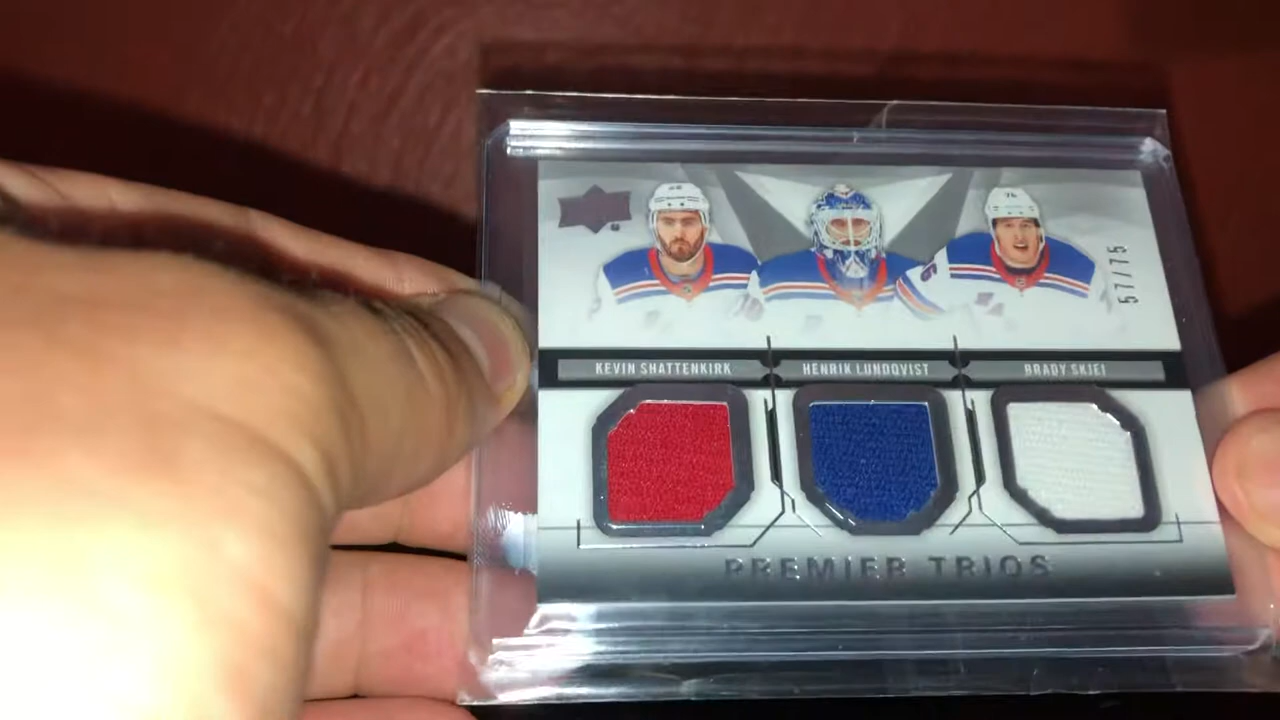 57/75
KEVIN SHATTENKIRK
HENRIK LUNDQVIST
BRADY SKJEI
PREMIER TRIOS